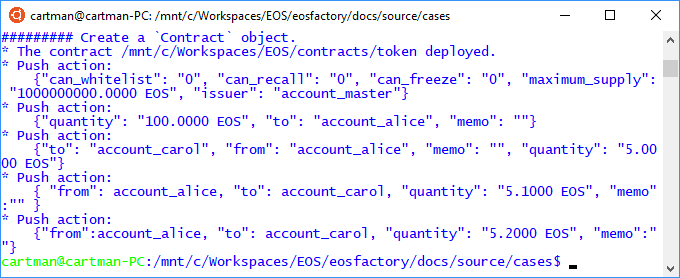 cartman@cartman-PC: /mnt/c/Workspaces/EOS/eosfactory/docs/source/cases
######### Create a `Contract` object.
* The contract /mnt/c/Workspaces/EOS/contracts/token deployed.
* Push action:
    {"can_whitelist": "0", "can_recall": "0", "can_freeze": "0", "maximum_supply":
 "1000000000.0000 EOS", "issuer": "account_master"}
* Push action:
    {"quantity": "100.0000 EOS", "to": "account_alice", "memo": ""}
* Push action:
    {"to": "account_carol", "from": "account_alice", "memo": "", "quantity": "5.00
00 EOS"}
* Push action:
    { "from": account_alice, "to": account_carol, "quantity": "5.1000 EOS", "memo"
:"" }
* Push action:
    {"from":account_alice, "to": account_carol, "quantity": "5.2000 EOS", "memo":"
"}
cartman@cartman-PC:/mnt/c/Workspaces/EOS/eosfactory/docs/source/cases$